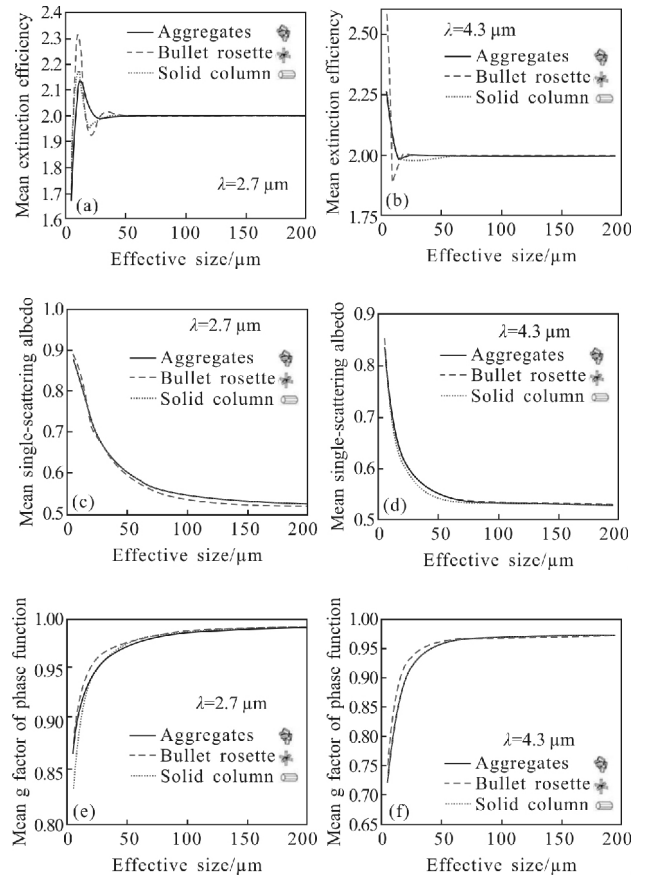 Mean extinction efficiency
2.4
2.3
2.2
2.1
2.0
1.9
1.8
1.7
1.6
Aggregates
Bullet rosette
Solid column
λ=2.7 μm
(a)
0 50 100 150 200
Effective size/μm
Mean extinction efficiency
2.50
2.25
2.00
1.75
λ=4.3 μm
Aggregates
Bullet rosette
Solid column
(b)
0 50 100 150 200
Effective size/μm
Mean single-scattering albedo
1.0
0.9
0.8
0.7
0.6
0.5
λ=2.7 μm
Aggregates
Bullet rosette
Solid column
(c)
0 50 100 150 200
Effective size/μm
Mean single-scattering albedo
0.9
0.8
0.7
0.6
0.5
λ=4.3 μm
Aggregates
Bullet rosette
Solid column
(d)
0 50 100 150 200
Effective size/μm
Mean g factor of phase function
1.00
0.95
0.90
0.85
0.80
λ=2.7 μm
Aggregates
Bullet rosette
Solid column
(e)
0 50 100 150 200
Effective size/μm
Mean g factor of phase function
1.00
0.95
0.90
0.85
0.80
0.75
0.70
0.65
λ=4.3 μm
Aggregates
Bullet rosette
Solid column
(f)
0 50 100 150 200
Effective size/μm